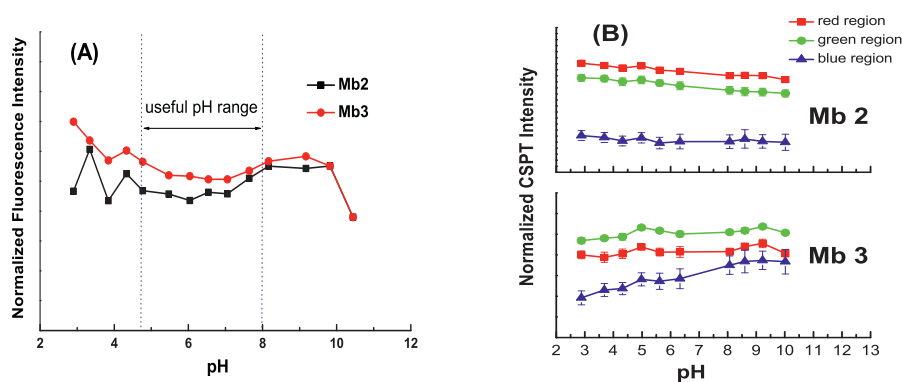 (A)
Normalized Fluorescence Intensity
Mb2
Mb3
useful pH range
2 4 6 8 10 12
pH
(B)
red region
green region
blue region
Normalized CSPT Intensity
Mb 2
Mb 3
2 3 4 5 6 7 8 9 10 11 12 13
pH